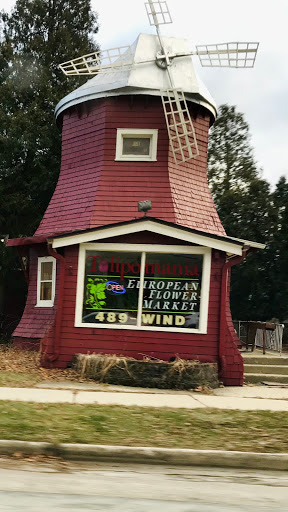 Tulipomania
OPEN
EUROPEAN
FLOWER
MARKET
489-WIND